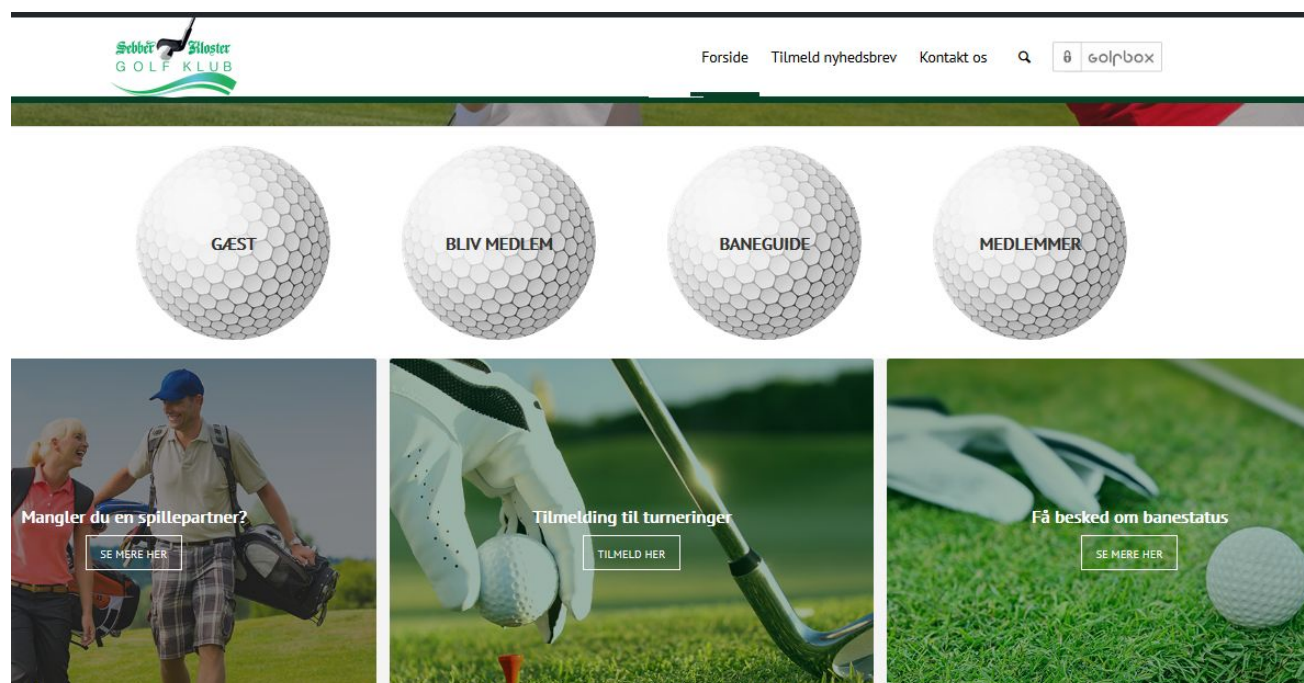 Sebber Kloster
GOLF KLUB
Forside Tilmeld nyhedsbrev Kontakt os golfbox
GÆST BLIV MEDLEM BANEGUIDE MEDLEMMER
Mangler du en spillepartner?
SE MERE HER
Tilmelding til turneringer
TILMELD HER
Få besked om banestatus
SE MERE HER